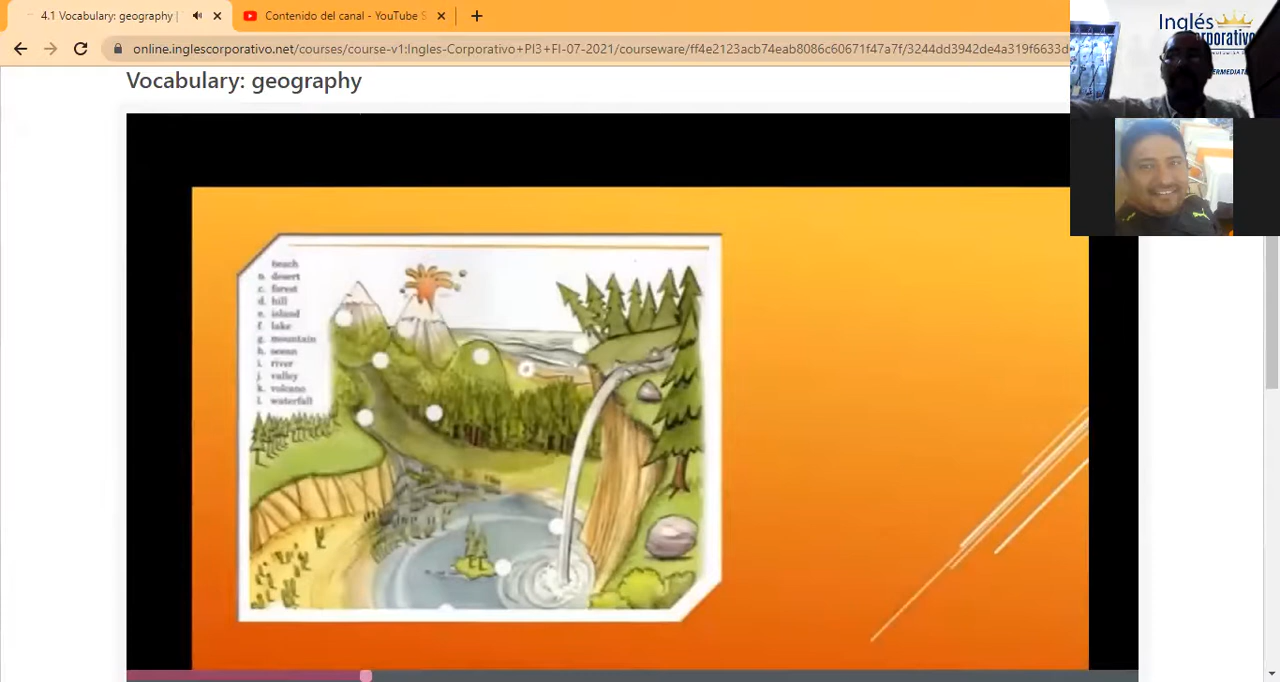 4.1 Vocabulary: geography |
Contenido del canal - YouTube S
online.inglescorporativo.net/courses/course-v1:Ingles-Corporativo+PI3+FI-07-2021/courseware/ff4e2123acb74eab8086c60671f47a7f/3244dd3942de4a319f6633d
Inglés
Corporativo
Vocabulary: geography
beach
desert
c. forest
d. hill
e. island
f. lake
g. mountain
h. ocean
i. river
j. valley
k. volcano
l. waterfall